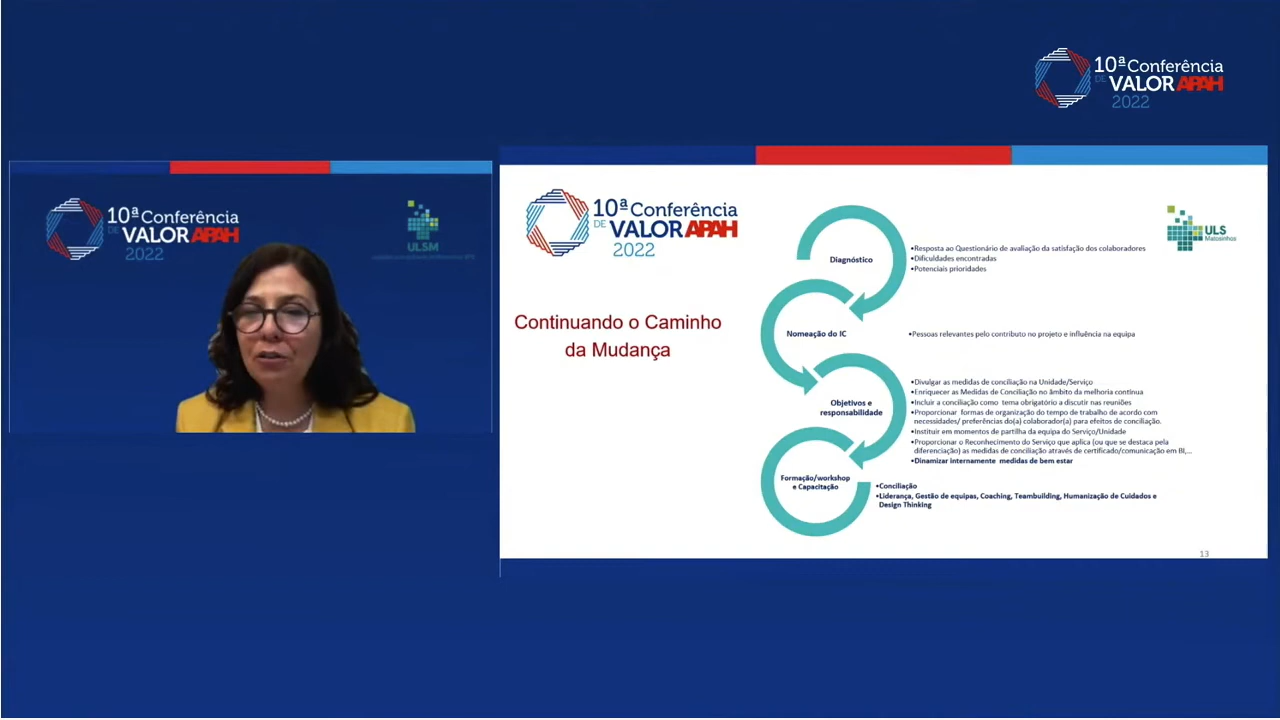 10ª Conferência
DE VALOR APAH
2022
10ª Conferência
DE VALOR APAH
2022
ULSM
10ª Conferência
DE VALOR APAH
2022
ULS
Matosinhos
Continuando o Caminho
da Mudança
Diagnóstico
•Resposta ao Questionário de avaliação da satisfação dos colaboradores
•Dificuldades encontradas
•Potenciais prioridades
Nomeação do IC
•Pessoas relevantes pelo contributo no projeto e influência na equipa
Objetivos e
responsabilidade
•Divulgar as medidas de conciliação na Unidade/Serviço
•Enriquecer as Medidas de Conciliação no âmbito da melhoria contínua
•Incluir a conciliação como tema obrigatório a discutir nas reuniões
•Proporcionar formas de organização do tempo de trabalho de acordo com
necessidades/ preferências do(a) colaborador(a) para efeitos de conciliação.
•Instituir em momentos de partilha da equipa do Serviço/Unidade
•Proporcionar o Reconhecimento do Serviço que aplica (ou que se destaca pela
diferenciação) as medidas de conciliação através de certificado/comunicação em BI,...
•Dinamizar internamente medidas de bem estar
Formação/workshop
e Capacitação
•Conciliação
•Liderança, Gestão de equipas, Coaching, Teambuilding, Humanização de Cuidados e
Design Thinking
13